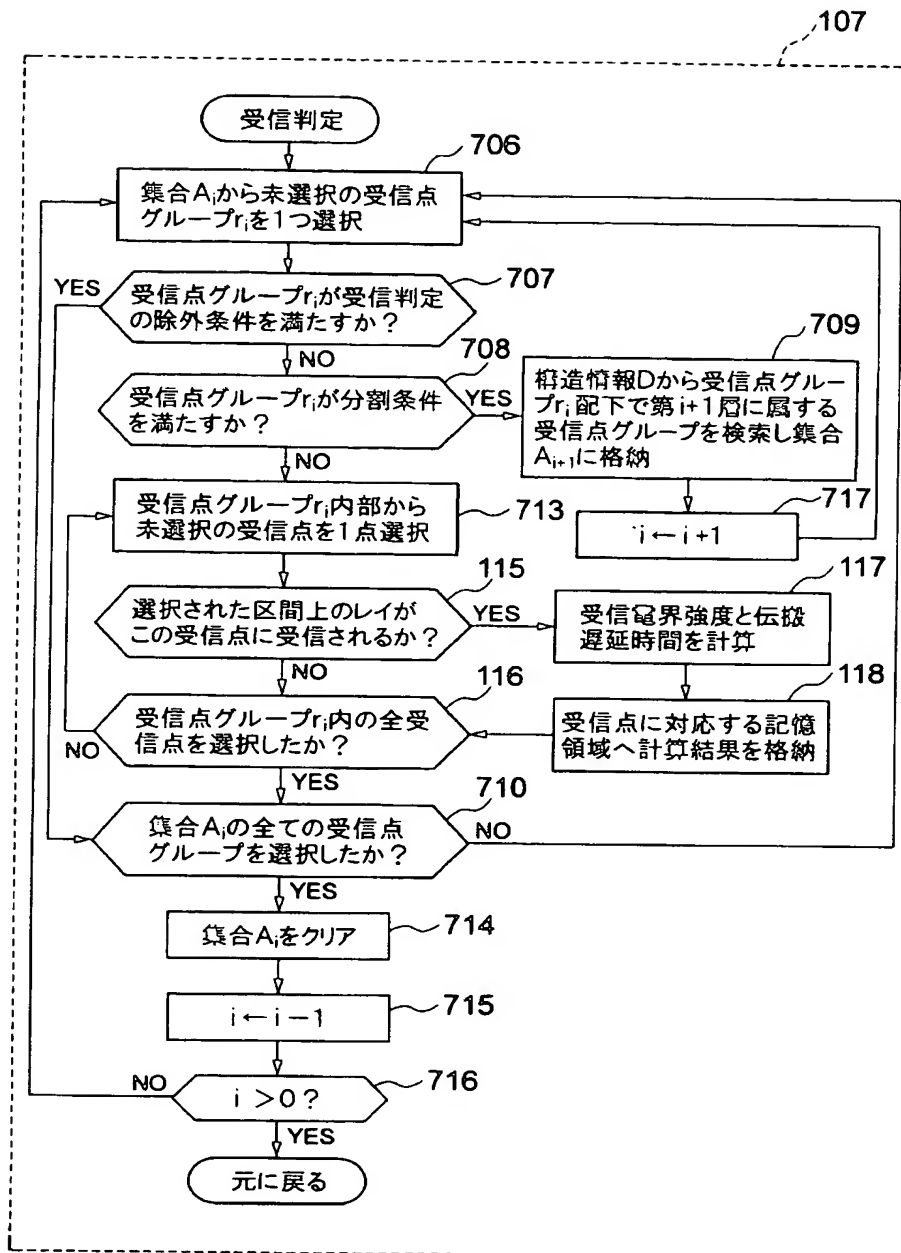 107
受信判定
706
集合Aiから未選択の受信点
グループriを1つ選択
YES
707
受信点グループriが受信判定
の除外条件を満たすか?
NO
708
受信点グループriが分割条件
を満たすか?
YES
709
構造情報Dから受信点グルー
プri配下で第i+1層に属する
受信点グループを検索し集合
Ai+1に格納
NO
717
i←i+1
受信点グループri内部から
未選択の受信点を1点選択
713
115
選択された区間上のレイが
この受信点に受信されるか?
YES
117
受信電界強度と伝搬
遅延時間を計算
NO
116
受信点グループri内の全受
信点を選択したか?
NO
118
受信点に対応する記憶
領域へ計算結果を格納
YES
710
集合Aiの全ての受信点
グループを選択したか?
NO
YES
集合Aiをクリア
714
i←i-1
715
NO
i>0?
716
YES
元に戻る